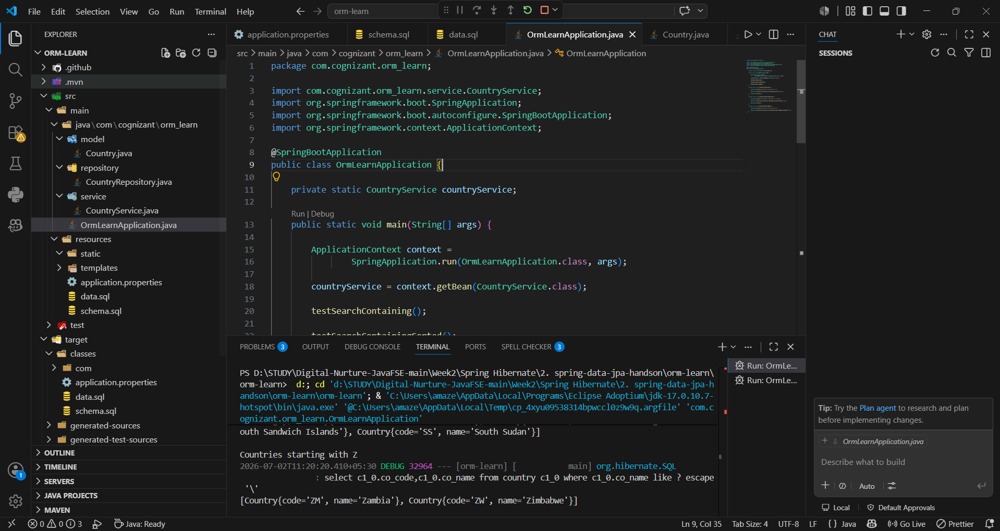 File Edit Selection View Go Run Terminal Help
orm-learn
EXPLORER
ORM-LEARN
.github
.mvn
src
main
java\com\cognizant\orm_learn
model
Country.java
repository
CountryRepository.java
service
CountryService.java
OrmLearnApplication.java
resources
static
templates
application.properties
data.sql
schema.sql
test
target
classes
com
application.properties
data.sql
schema.sql
generated-sources
generated-test-sources
OUTLINE
TIMELINE
SERVERS
JAVA PROJECTS
MAVEN
1
application.properties schema.sql data.sql OrmLearnApplication.java Country.java
src > main > java > com > cognizant > orm_learn > OrmLearnApplication.java > OrmLearnApplication
1 package com.cognizant.orm_learn;
2
3 import com.cognizant.orm_learn.service.CountryService;
4 import org.springframework.boot.SpringApplication;
5 import org.springframework.boot.autoconfigure.SpringBootApplication;
6 import org.springframework.context.ApplicationContext;
7
8 @SpringBootApplication
9 public class OrmLearnApplication {
10
11 private static CountryService countryService;
12
Run | Debug
13 public static void main(String[] args) {
14
15 ApplicationContext context =
16 SpringApplication.run(OrmLearnApplication.class, args);
17
18 countryService = context.getBean(CountryService.class);
19
20 testSearchContaining();
21
22 testSearchContainingSorted();
PROBLEMS 3 OUTPUT DEBUG CONSOLE TERMINAL PORTS SPELL CHECKER 3
PS D:\STUDY\Digital-Nurture-JavaFSE-main\Week2\Spring Hibernate\2. spring-data-jpa-handson\orm-learn\
orm-learn> d:; cd 'd:\STUDY\Digital-Nurture-JavaFSE-main\Week2\Spring Hibernate\2. spring-data-jpa-h
andson\orm-learn\orm-learn'; & 'C:\Users\amaze\AppData\Local\Programs\Eclipse Adoptium\jdk-17.0.10.7-
hotspot\bin\java.exe' '@C:\Users\amaze\AppData\Local\Temp\cp_4xyu09538314bpwccl0z9w9q.argfile' 'com.c
ognizant.orm_learn.OrmLearnApplication'
outh Sandwich Islands'}, Country{code='SS', name='South Sudan'}]
Countries starting with Z
2026-07-02T11:20:20.410+05:30 DEBUG 32964 --- [orm-learn] [ main] org.hibernate.SQL
: select c1_0.co_code,c1_0.co_name from country c1_0 where c1_0.co_name like ? escape
'\'
[Country{code='ZM', name='Zambia'}, Country{code='ZW', name='Zimbabwe'}]
Run: OrmLe...
Run: OrmLe...
CHAT
SESSIONS
Tip: Try the Plan agent to research and plan
before implementing changes.
OrmLearnApplication.java
Describe what to build
Auto
Local Default Approvals
0 0 3 Java: Ready
Ln 9, Col 35 Tab Size: 4 UTF-8 LF { } Java Go Live Prettier